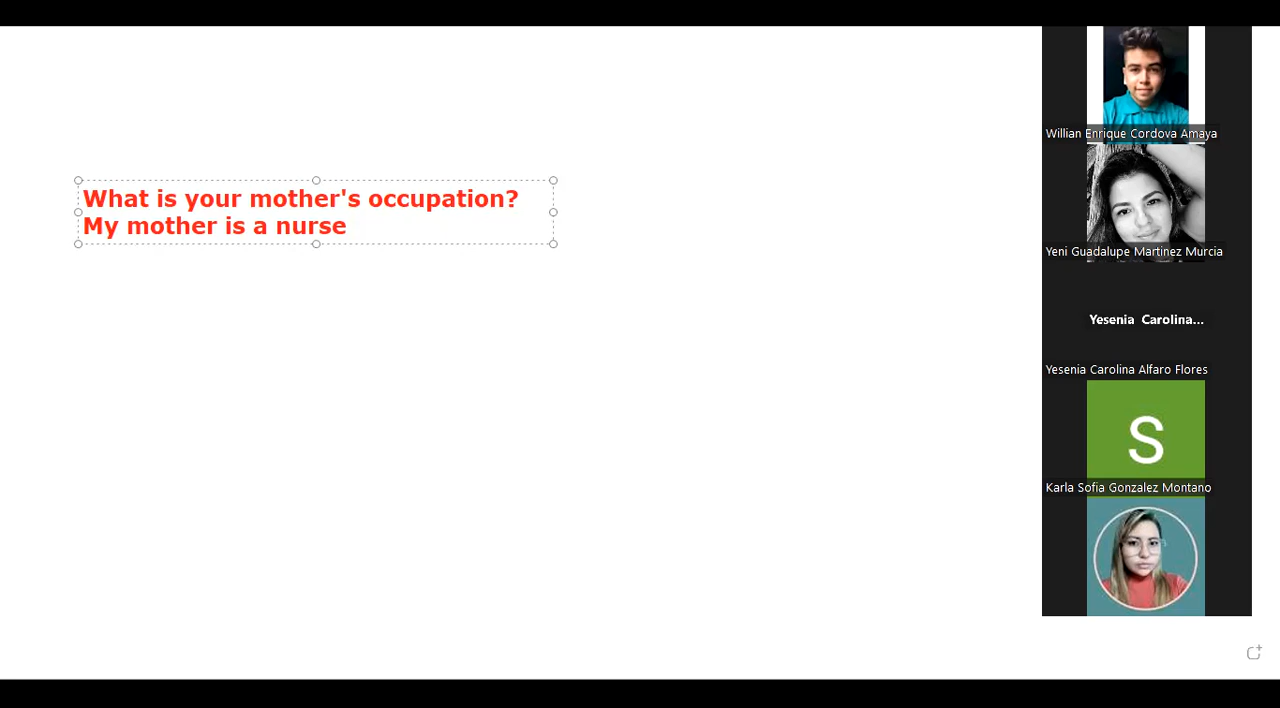 What is your mother's occupation?
My mother is a nurse
Willian Enrique Cordova Amaya
Yeni Guadalupe Martinez Murcia
Yesenia Carolina...
Yesenia Carolina Alfaro Flores
S
Karla Sofia Gonzalez Montano